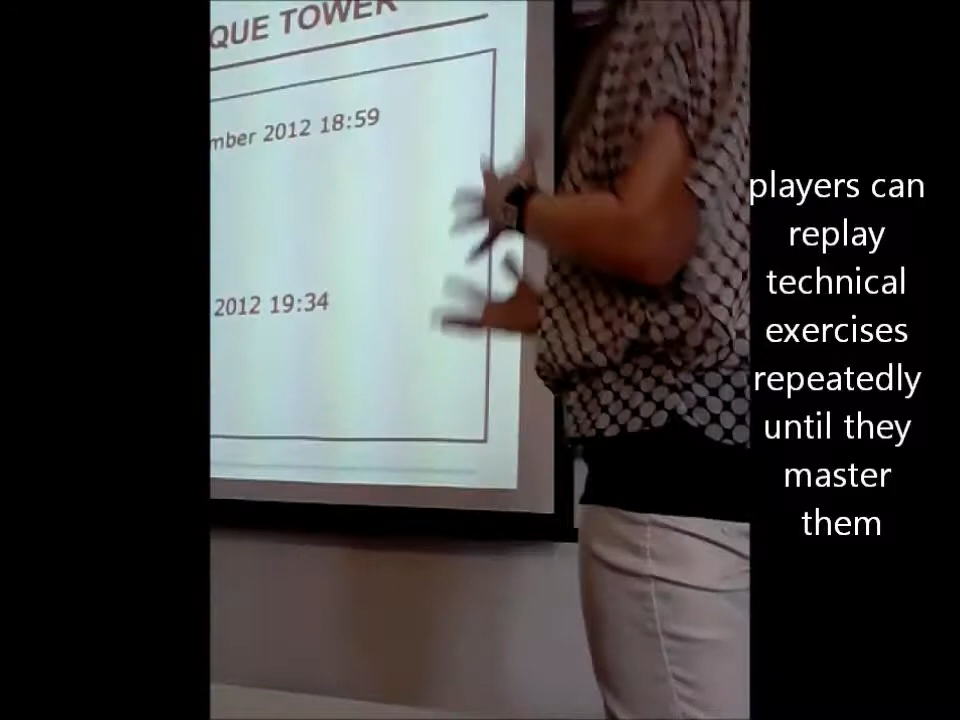 QUE TOWER
mber 2012 18:59
2012 19:34
players can
replay
technical
exercises
repeatedly
until they
master
them